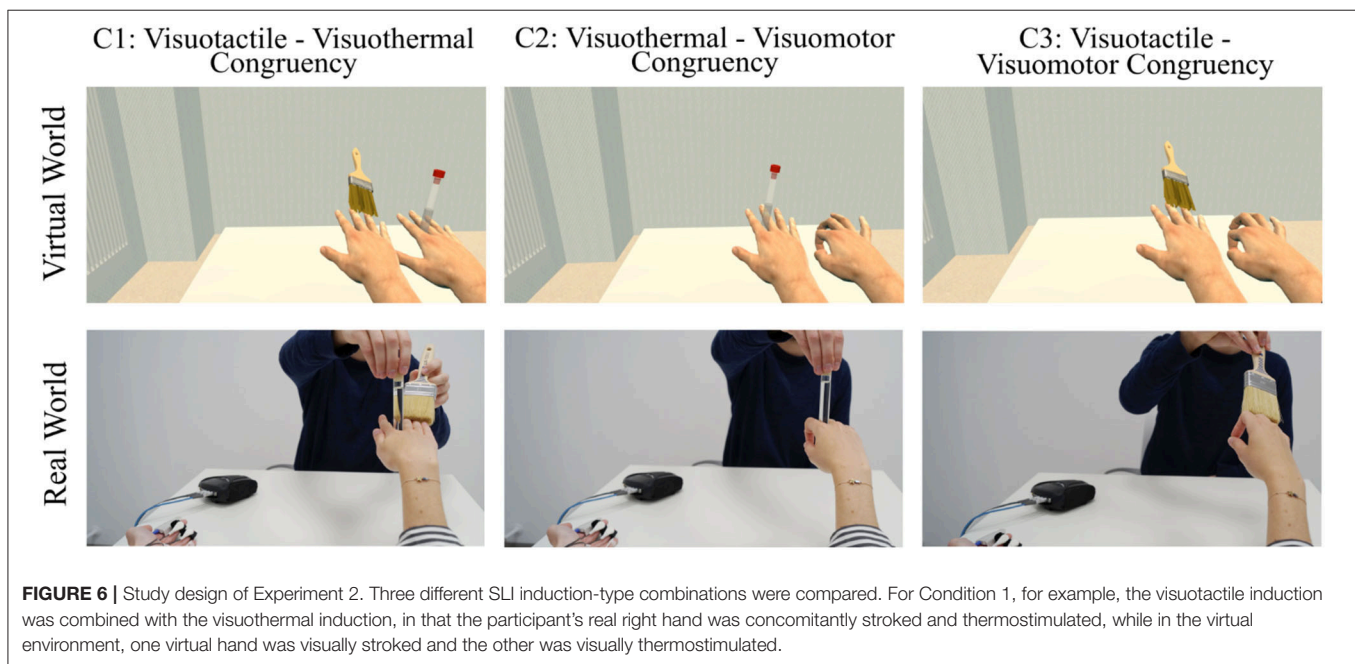 C1: Visuotactile - Visuothermal
Congruency
C2: Visuothermal - Visuomotor
Congruency
C3: Visuotactile -
Visuomotor Congruency
Virtual World
Real World
FIGURE 6 | Study design of Experiment 2. Three different SLI induction-type combinations were compared. For Condition 1, for example, the visuotactile induction
was combined with the visuothermal induction, in that the participant's real right hand was concomitantly stroked and thermostimulated, while in the virtual
environment, one virtual hand was visually stroked and the other was visually thermostimulated.